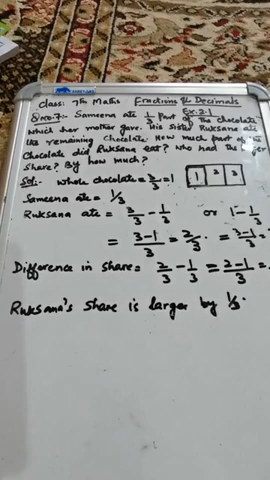 Class: 7th Maths Fractions & Decimals
Ex.2.1
Q No.7:- Sameena ate 1/3 Part of the chocolate
which her mother gave. His sister Ruksana ate
the remaining chocolate. How much part of the
Chocolate did Ruksana eat? Who had the
Share? By how much?
Sol:- Whole chocolate = 3/3 = 1 1 2 3
Sameena ate = 1/3
Ruksana ate = 3/3 - 1/3 or 1 - 1/3
= 3-1/3 = 2/3 = 3-1/3 =
Difference in share = 2/3 - 1/3 = 2-1/3 =
Ruksana's share is larger by 1/3.